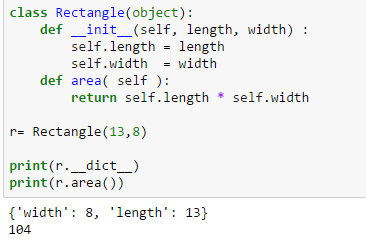 class Rectangle(object):
    def __init__(self, length, width) :
        self.length = length
        self.width  = width
    def area( self ):
        return self.length * self.width

r= Rectangle(13,8)

print(r.__dict__)
print(r.area())
{'width': 8, 'length': 13}
104